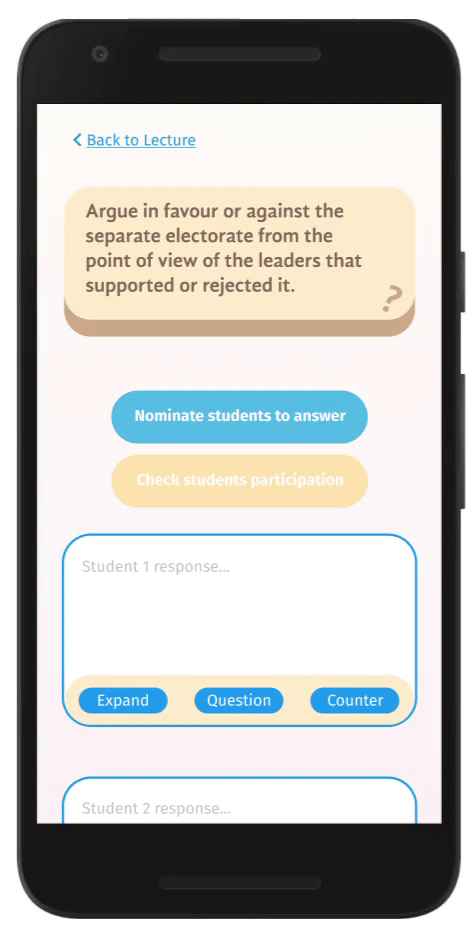 Back to Lecture
Argue in favour or against the
separate electorate from the
point of view of the leaders that
supported or rejected it.
?
Nominate students to answer
Check students participation
Student 1 response...
Expand Question Counter
Student 2 response...